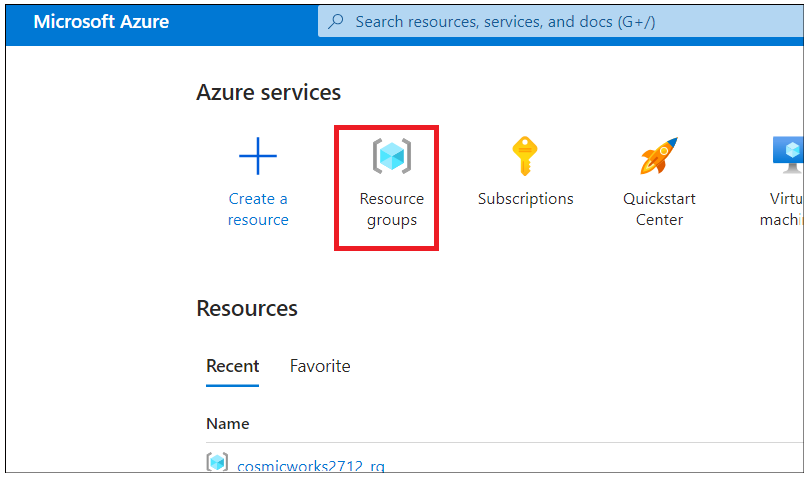 Microsoft Azure
Search resources, services, and docs (G+/)
Azure services
Create a
resource
Resource
groups
Subscriptions
Quickstart
Center
Virtu
machi
Resources
Recent
Favorite
Name
cosmicworks2712_rg